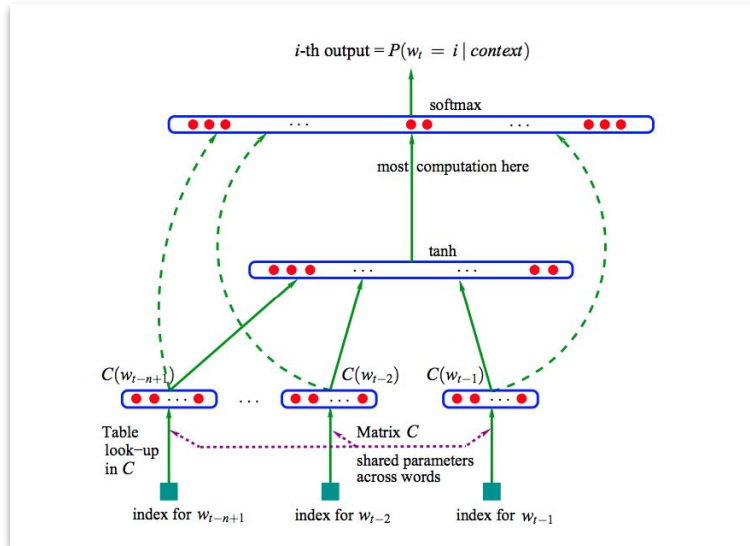 i-th output = P(w_t = i | context)
softmax
...
...
most computation here
tanh
...
...
C(w_{t−n+1})
C(w_{t−2})
C(w_{t−1})
...
...
...
...
Table
look-up
in C
Matrix C
shared parameters
across words
index for w_{t−n+1}
index for w_{t−2}
index for w_{t−1}